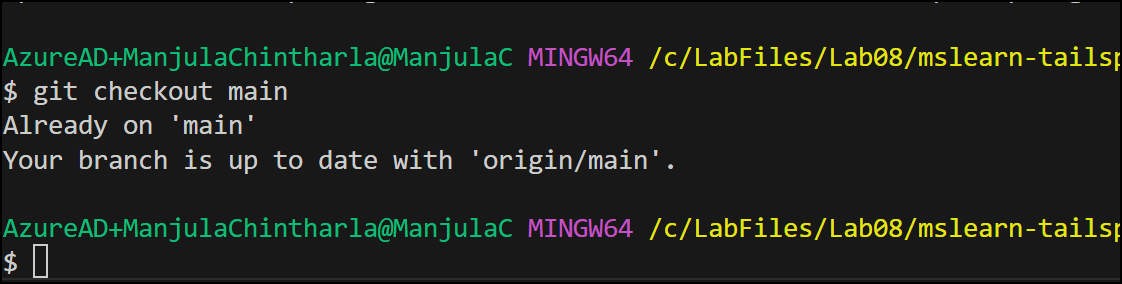 AzureAD+ManjulaChintharla@ManjulaC MINGW64 /c/LabFiles/Lab08/mslearn-tailsp
$ git checkout main
Already on 'main'
Your branch is up to date with 'origin/main'.
AzureAD+ManjulaChintharla@ManjulaC MINGW64 /c/LabFiles/Lab08/mslearn-tailsp
$